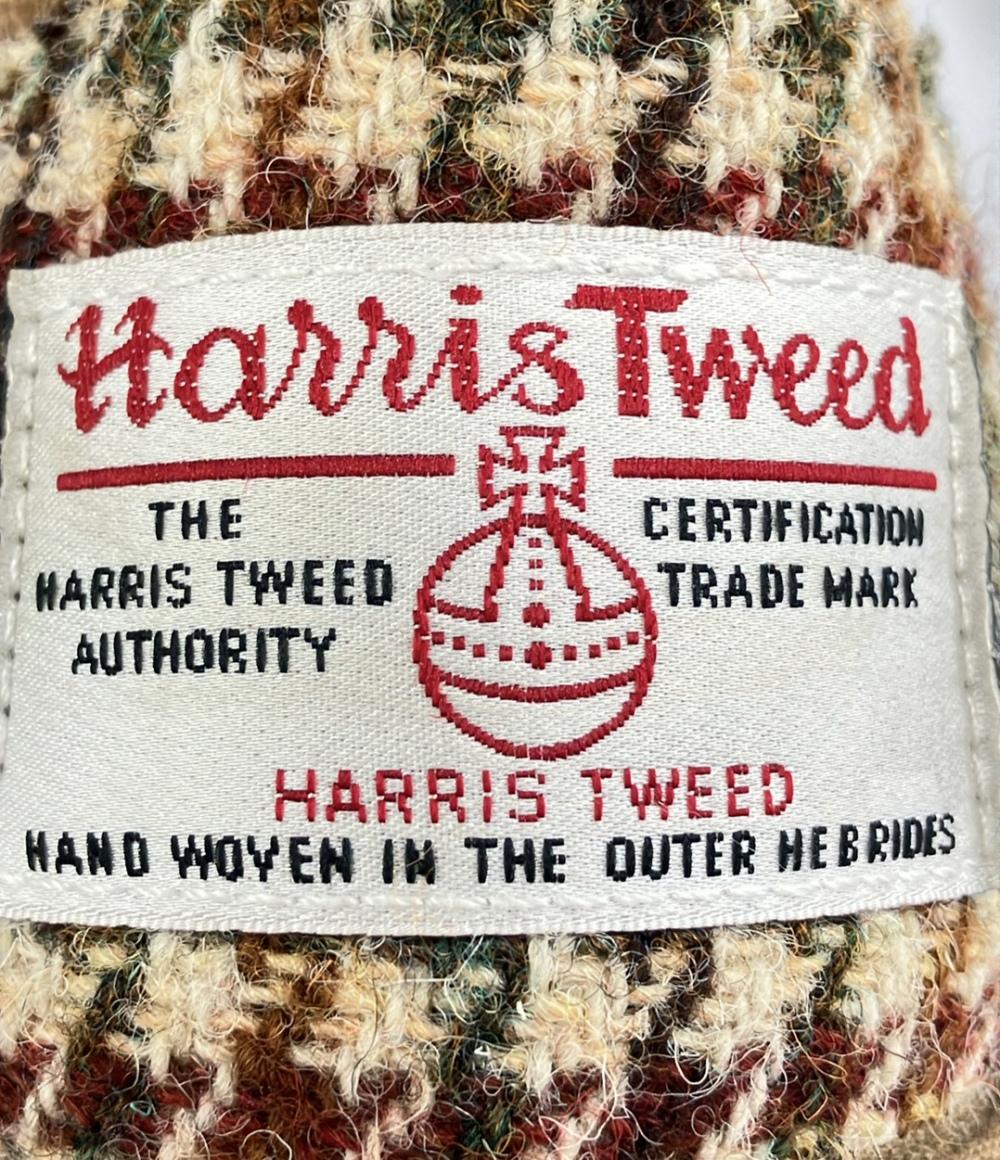 Harris Tweed
THE
HARRIS TWEED
AUTHORITY
CERTIFICATION
TRADE MARK
HARRIS TWEED
HAND WOVEN IN THE OUTER HEBRIDES